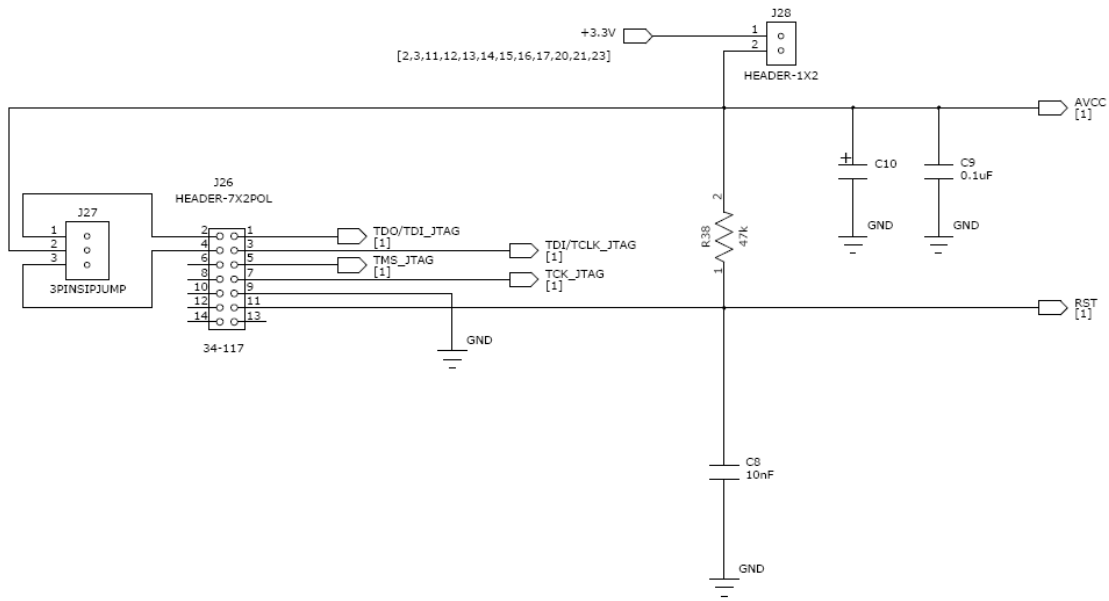 J28
+3.3V
1
2
[2,3,11,12,13,14,15,16,17,20,21,23]
HEADER-1X2
AVCC
[1]
C10
C9
0.1uF
GND
GND
J26
HEADER-7X2POL
J27
1
2
3
3PINSIPJUMP
2 1
4 3
6 5
8 7
10 9
12 11
14 13
34-117
TDO/TDI_JTAG
[1]
TDI/TCLK_JTAG
[1]
TMS_JTAG
[1]
TCK_JTAG
[1]
GND
2
R38
47k
1
RST
[1]
C8
10nF
GND